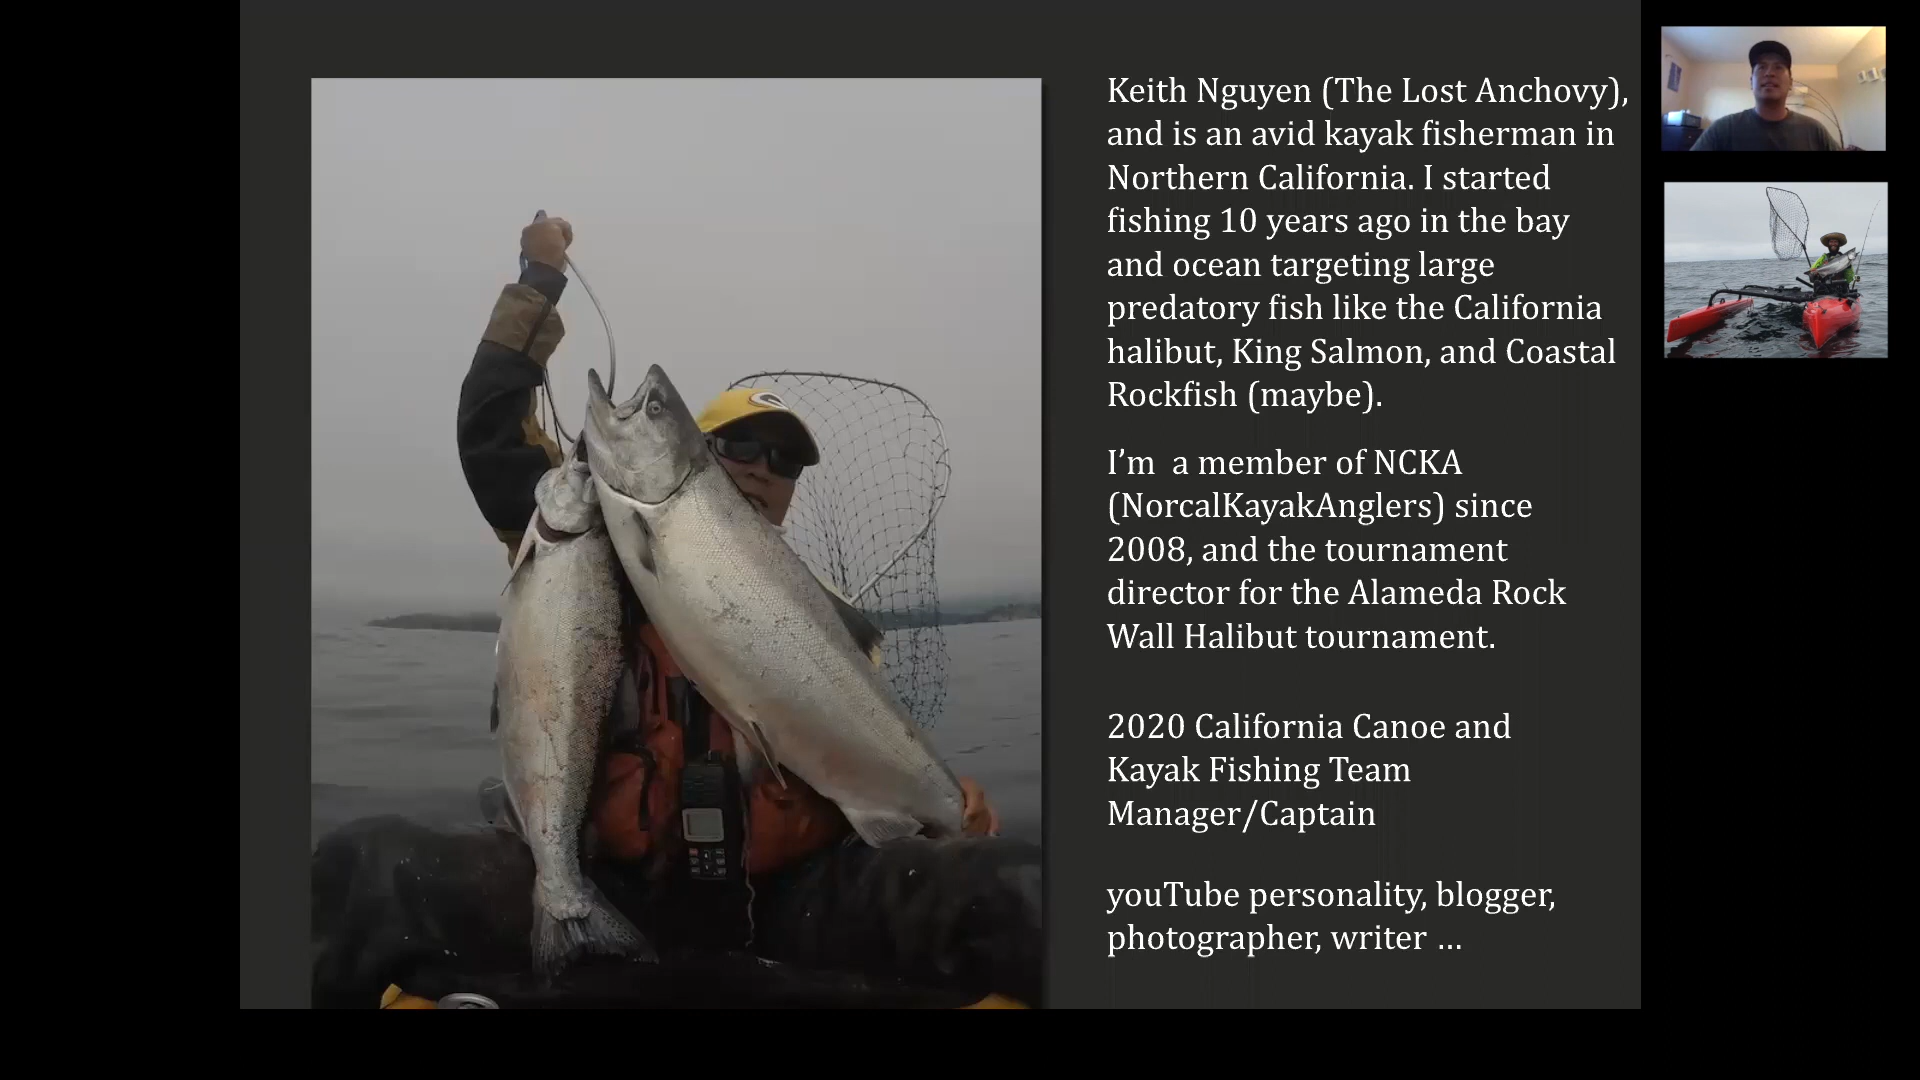 Keith Nguyen (The Lost Anchovy),
and is an avid kayak fisherman in
Northern California. I started
fishing 10 years ago in the bay
and ocean targeting large
predatory fish like the California
halibut, King Salmon, and Coastal
Rockfish (maybe).
I’m  a member of NCKA
(NorcalKayakAnglers) since
2008, and the tournament
director for the Alameda Rock
Wall Halibut tournament.
2020 California Canoe and
Kayak Fishing Team
Manager/Captain
youTube personality, blogger,
photographer, writer ...
G